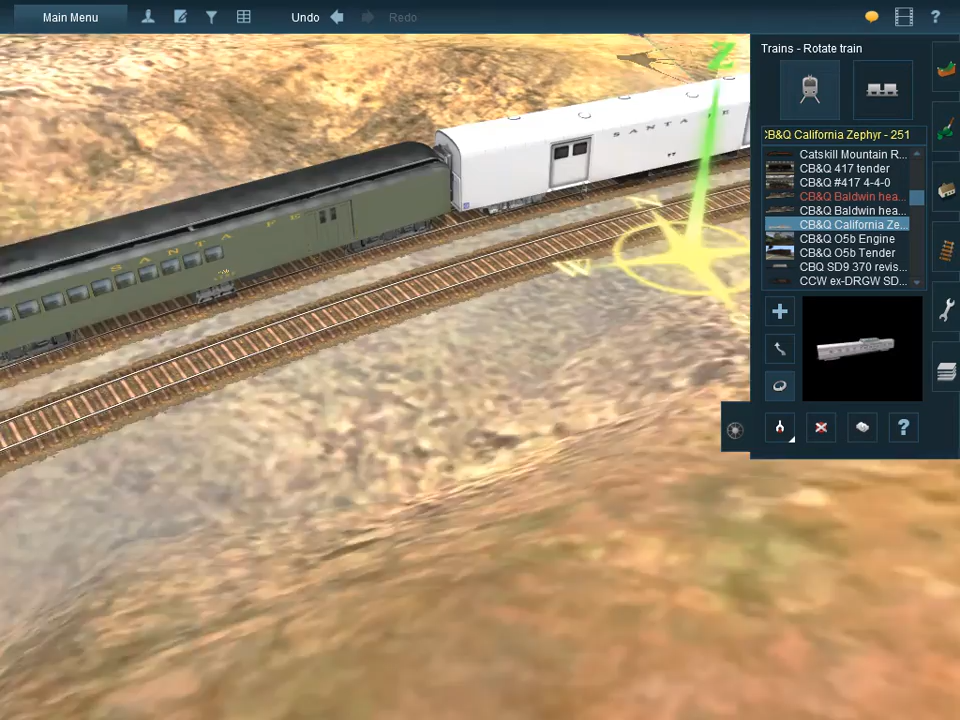 Main Menu
Undo
Redo
?
Trains - Rotate train
CB&Q California Zephyr - 251
Catskill Mountain R...
CB&Q 417 tender
CB&Q #417 4-4-0
CB&Q Baldwin hea...
CB&Q Baldwin hea...
CB&Q California Ze...
CB&Q O5b Engine
CB&Q O5b Tender
CBQ SD9 370 revis...
CCW ex-DRGW SD...
?
Z
N
W
SANTA FE
SANTA FE